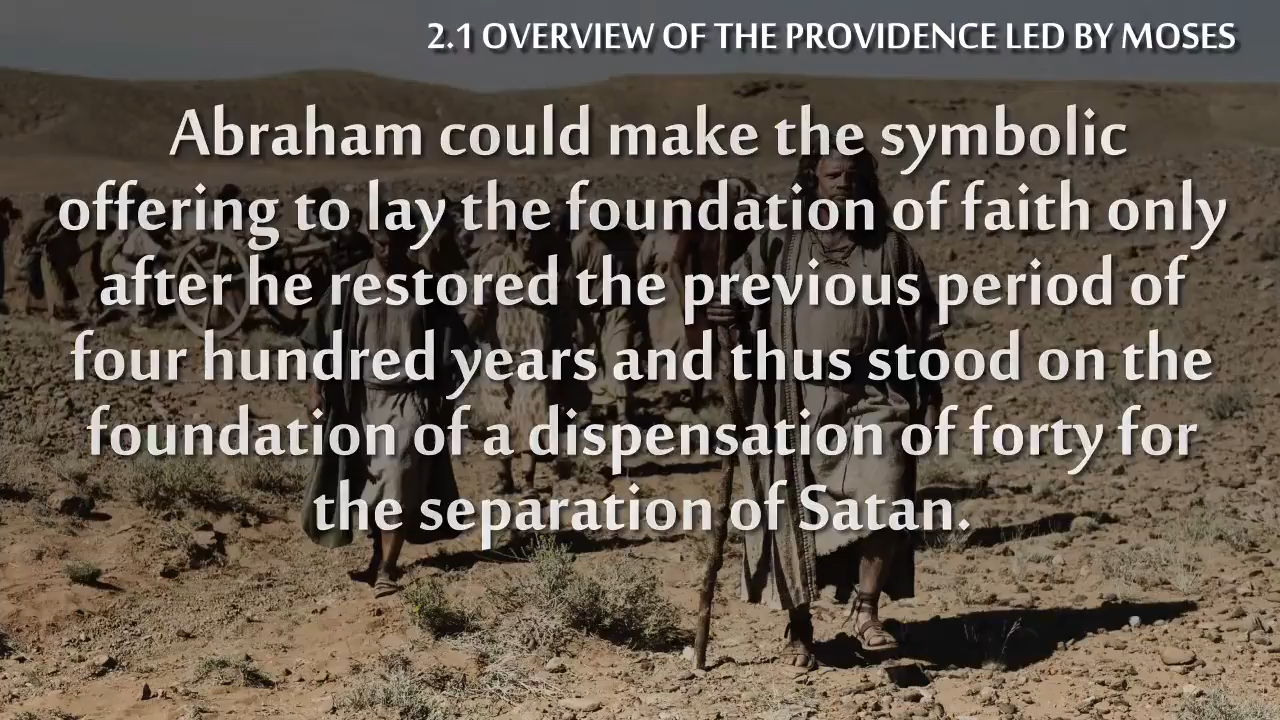 2.1 OVERVIEW OF THE PROVIDENCE LED BY MOSES
Abraham could make the symbolic
offering to lay the foundation of faith only
after he restored the previous period of
four hundred years and thus stood on the
foundation of a dispensation of forty for
the separation of Satan.